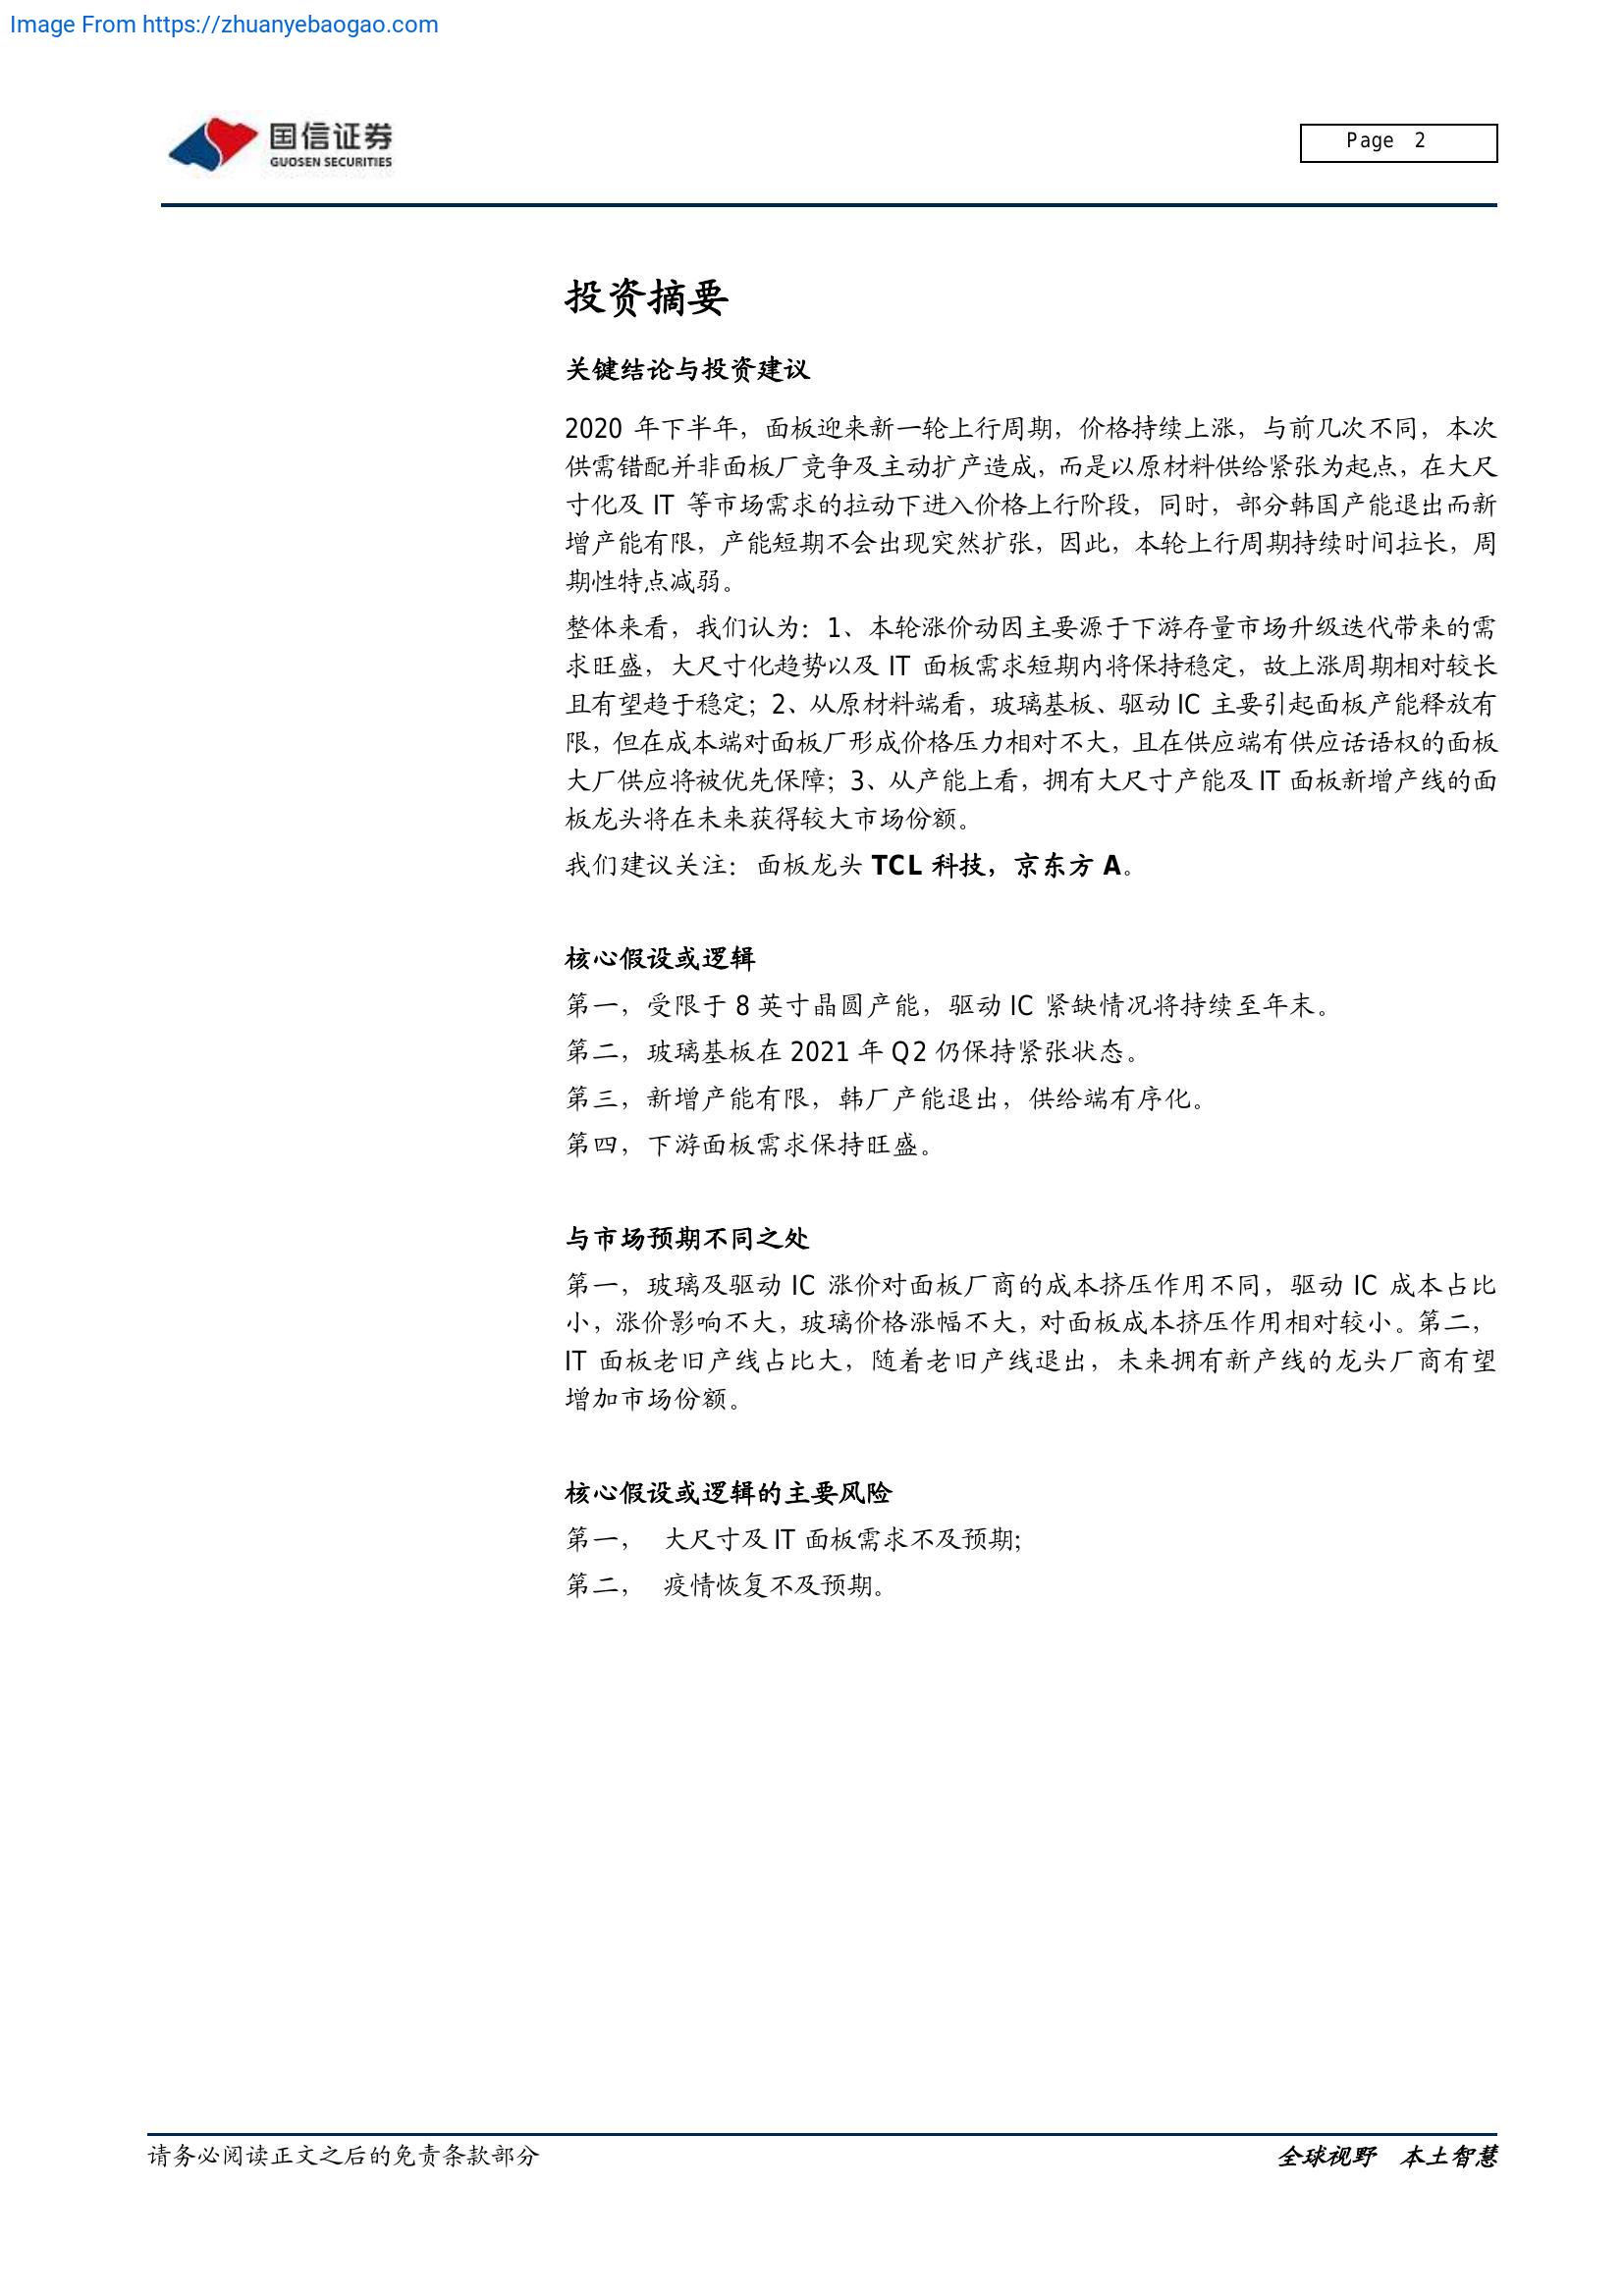 Image From https://zhuanyebaogao.com
国信证券
GUOSEN SECURITIES
Page 2
投资摘要
关键结论与投资建议
2020 年下半年，面板迎来新一轮上行周期，价格持续上涨，与前几次不同，本次
供需错配并非面板厂竞争及主动扩产造成，而是以原材料供给紧张为起点，在大尺
寸化及 IT 等市场需求的拉动下进入价格上行阶段，同时，部分韩国产能退出而新
增产能有限，产能短期不会出现突然扩张，因此，本轮上行周期持续时间拉长，周
期性特点减弱。
整体来看，我们认为：1、本轮涨价动因主要源于下游存量市场升级迭代带来的需
求旺盛，大尺寸化趋势以及 IT 面板需求短期内将保持稳定，故上涨周期相对较长
且有望趋于稳定；2、从原材料端看，玻璃基板、驱动 IC 主要引起面板产能释放有
限，但在成本端对面板厂形成价格压力相对不大，且在供应端有供应话语权的面板
大厂供应将被优先保障；3、从产能上看，拥有大尺寸产能及 IT 面板新增产线的面
板龙头将在未来获得较大市场份额。
我们建议关注：面板龙头 TCL 科技，京东方 A。
核心假设或逻辑
第一，受限于 8 英寸晶圆产能，驱动 IC 紧缺情况将持续至年末。
第二，玻璃基板在 2021 年 Q2 仍保持紧张状态。
第三，新增产能有限，韩厂产能退出，供给端有序化。
第四，下游面板需求保持旺盛。
与市场预期不同之处
第一，玻璃及驱动 IC 涨价对面板厂商的成本挤压作用不同，驱动 IC 成本占比
小，涨价影响不大，玻璃价格涨幅不大，对面板成本挤压作用相对较小。第二，
IT 面板老旧产线占比大，随着老旧产线退出，未来拥有新产线的龙头厂商有望
增加市场份额。
核心假设或逻辑的主要风险
第一， 大尺寸及 IT 面板需求不及预期;
第二， 疫情恢复不及预期。
请务必阅读正文之后的免责条款部分
全球视野 本土智慧